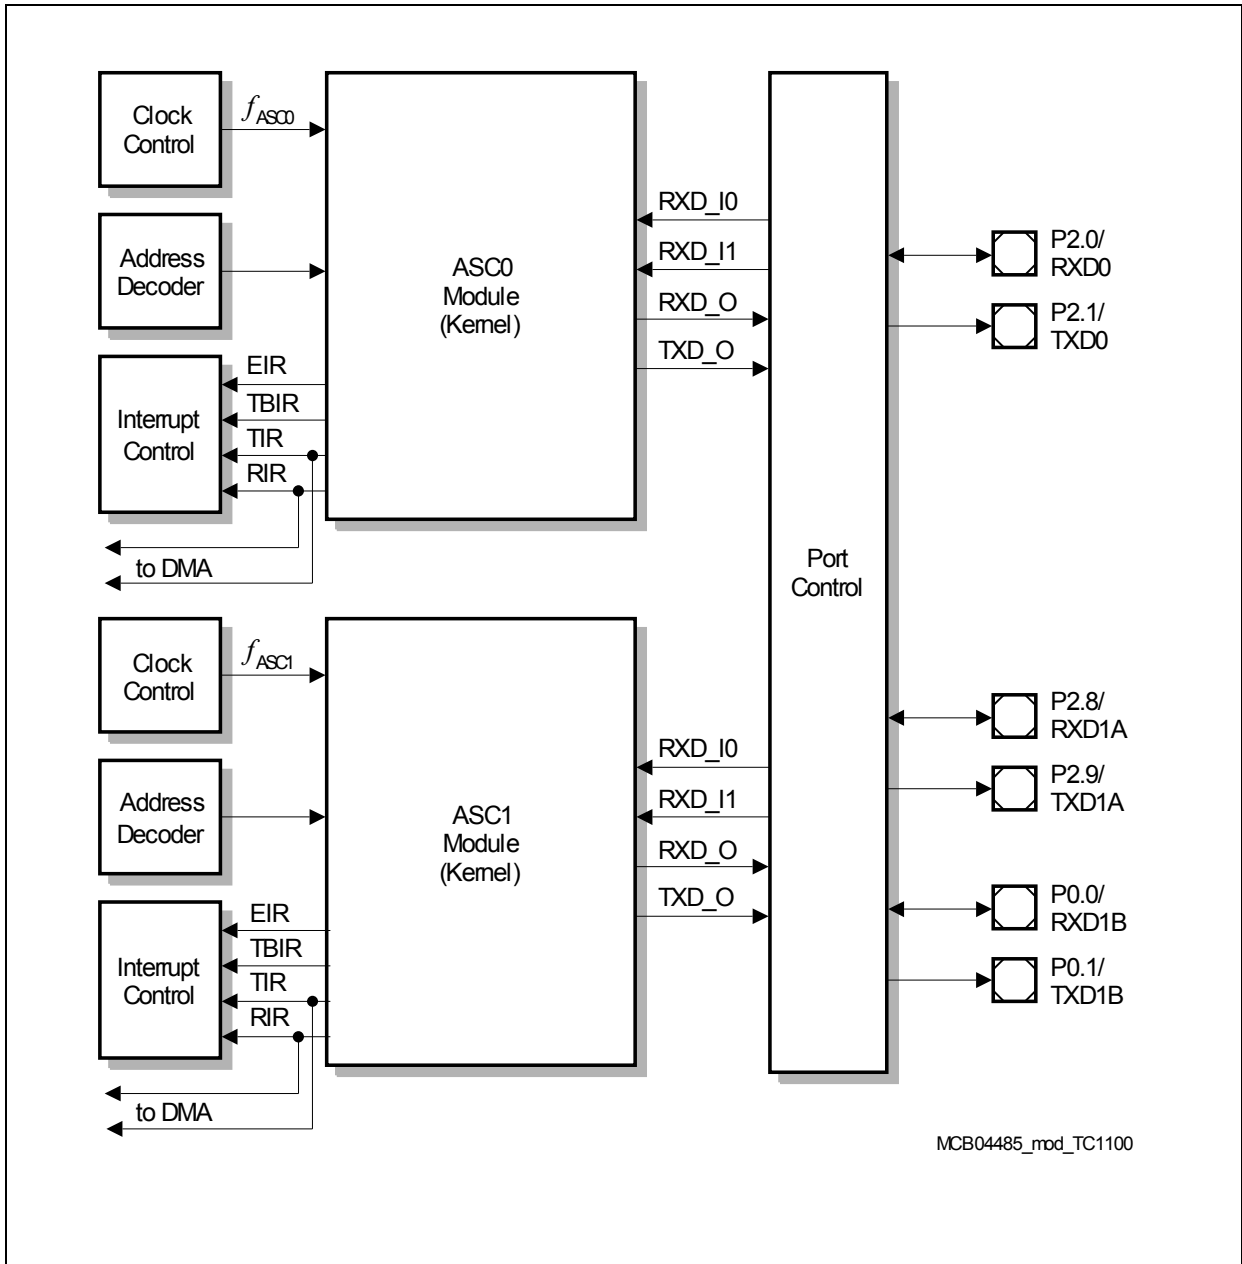 Clock
Control
fASC0
Address
Decoder
Interrupt
Control
EIR
TBIR
TIR
RIR
to DMA
ASC0
Module
(Kernel)
RXD_I0
RXD_I1
RXD_O
TXD_O
Port
Control
P2.0/
RXD0
P2.1/
TXD0
Clock
Control
fASC1
Address
Decoder
Interrupt
Control
EIR
TBIR
TIR
RIR
to DMA
ASC1
Module
(Kernel)
RXD_I0
RXD_I1
RXD_O
TXD_O
P2.8/
RXD1A
P2.9/
TXD1A
P0.0/
RXD1B
P0.1/
TXD1B
MCB04485_mod_TC1100